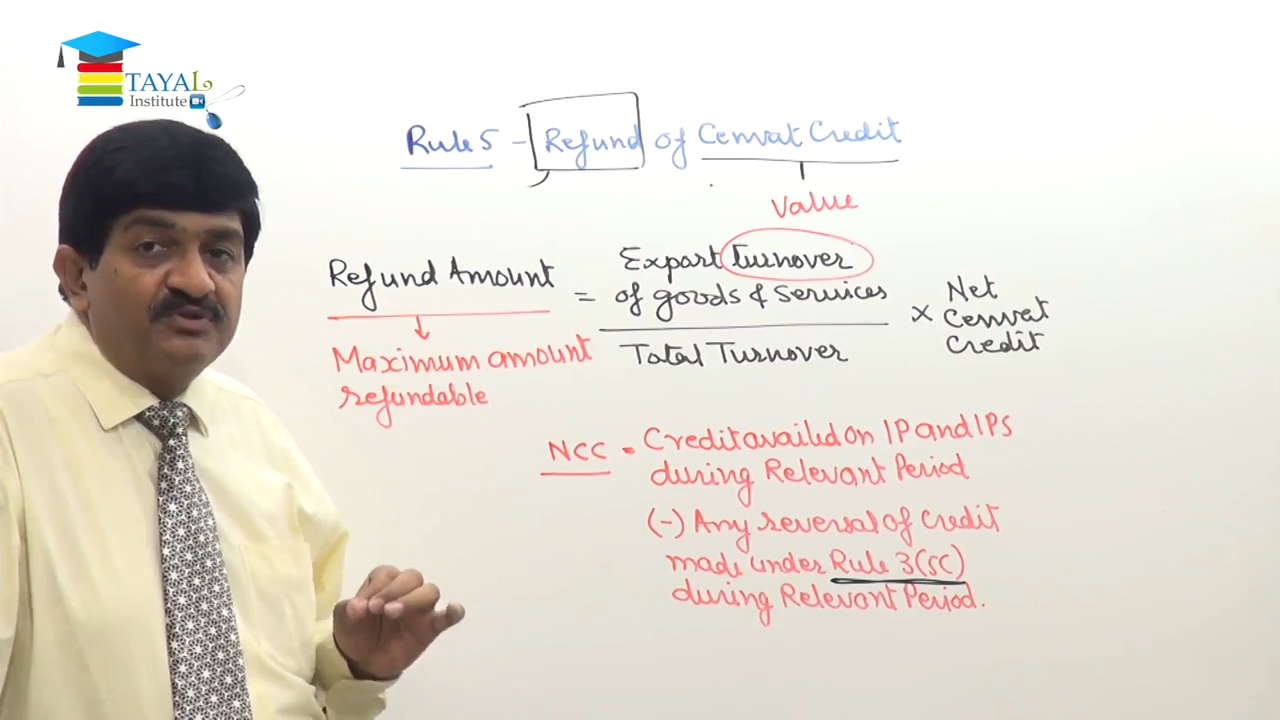 TAYAL
Institute
Rule 5 - Refund of Cenvat Credit
Value
Refund Amount = Export Turnover of goods & Services / Total Turnover × Net Cenvat Credit
Maximum amount
refundable
NCC = Credit availed on IP and IPS
during Relevant Period
(-) Any reversal of credit
made under Rule 3(5C)
during Relevant Period.